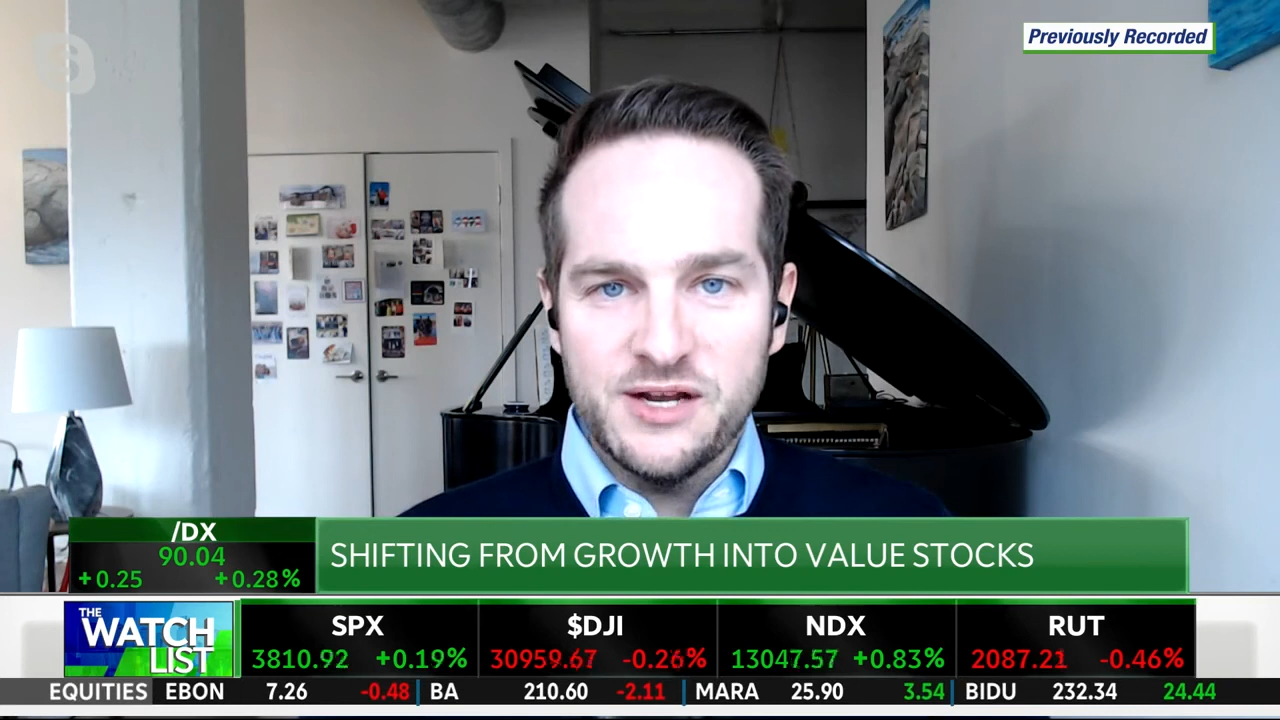 Previously Recorded
/DX
90.04
+0.25 +0.28%
SHIFTING FROM GROWTH INTO VALUE STOCKS
THE
WATCH
LIST
SPX $DJI NDX RUT
3810.92 +0.19% 30959.67 -0.26% 13047.57 +0.83% 2087.21 -0.46%
EQUITIES EBON 7.26 -0.48 BA 210.60 -2.11 MARA 25.90 3.54 BIDU 232.34 24.44